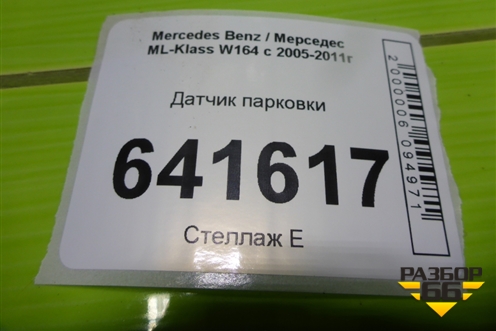 Mercedes Benz / Мерседес
ML-Klass W164 с 2005-2011г
Датчик парковки
641617
Стеллаж Е
2000006094971
РАЗБОР
66